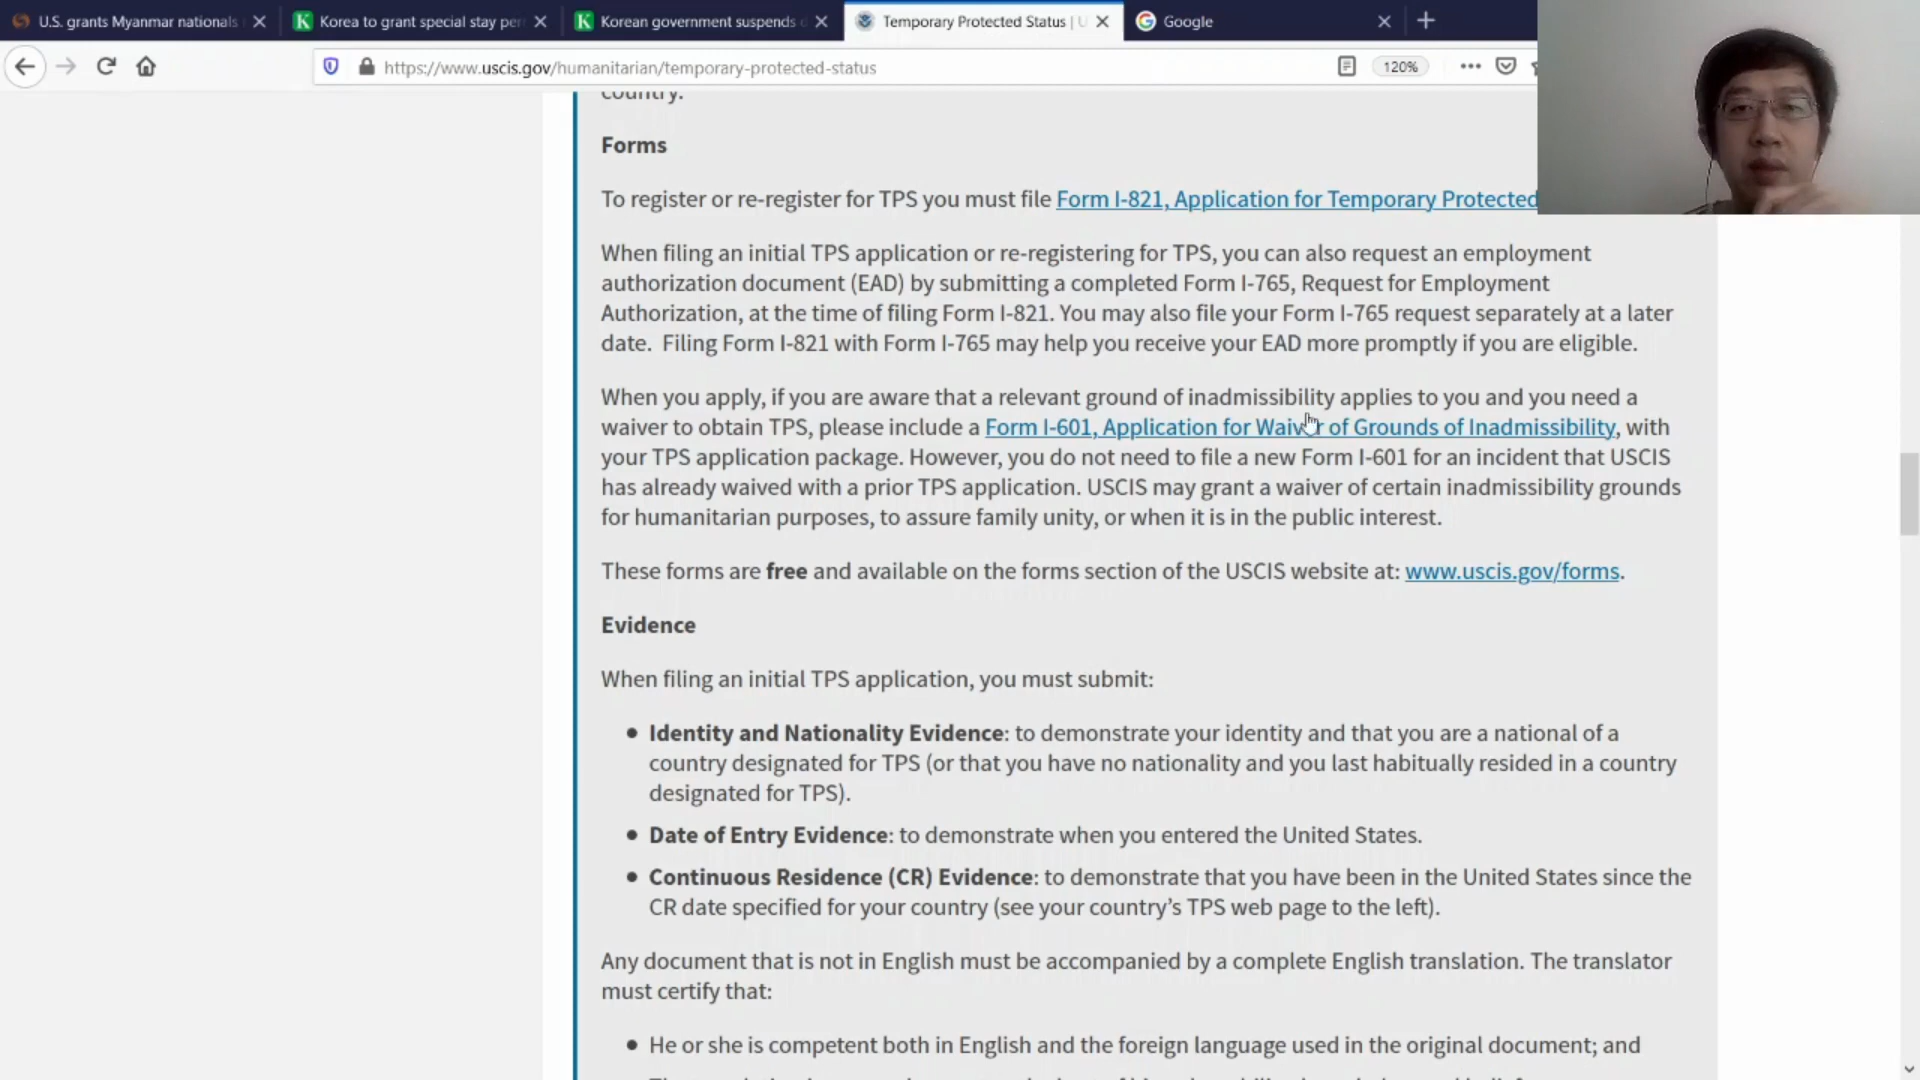 U.S. grants Myanmar nationals
Korea to grant special stay per
Korean government suspends
Temporary Protected Status | U
Google
https://www.uscis.gov/humanitarian/temporary-protected-status
120%
country.
Forms
To register or re-register for TPS you must file Form I-821, Application for Temporary Protected
When filing an initial TPS application or re-registering for TPS, you can also request an employment
authorization document (EAD) by submitting a completed Form I-765, Request for Employment
Authorization, at the time of filing Form I-821. You may also file your Form I-765 request separately at a later
date.  Filing Form I-821 with Form I-765 may help you receive your EAD more promptly if you are eligible.
When you apply, if you are aware that a relevant ground of inadmissibility applies to you and you need a
waiver to obtain TPS, please include a Form I-601, Application for Waiver of Grounds of Inadmissibility, with
your TPS application package. However, you do not need to file a new Form I-601 for an incident that USCIS
has already waived with a prior TPS application. USCIS may grant a waiver of certain inadmissibility grounds
for humanitarian purposes, to assure family unity, or when it is in the public interest.
These forms are free and available on the forms section of the USCIS website at: www.uscis.gov/forms.
Evidence
When filing an initial TPS application, you must submit:
• Identity and Nationality Evidence: to demonstrate your identity and that you are a national of a
country designated for TPS (or that you have no nationality and you last habitually resided in a country
designated for TPS).
• Date of Entry Evidence: to demonstrate when you entered the United States.
• Continuous Residence (CR) Evidence: to demonstrate that you have been in the United States since the
CR date specified for your country (see your country’s TPS web page to the left).
Any document that is not in English must be accompanied by a complete English translation. The translator
must certify that:
• He or she is competent both in English and the foreign language used in the original document; and